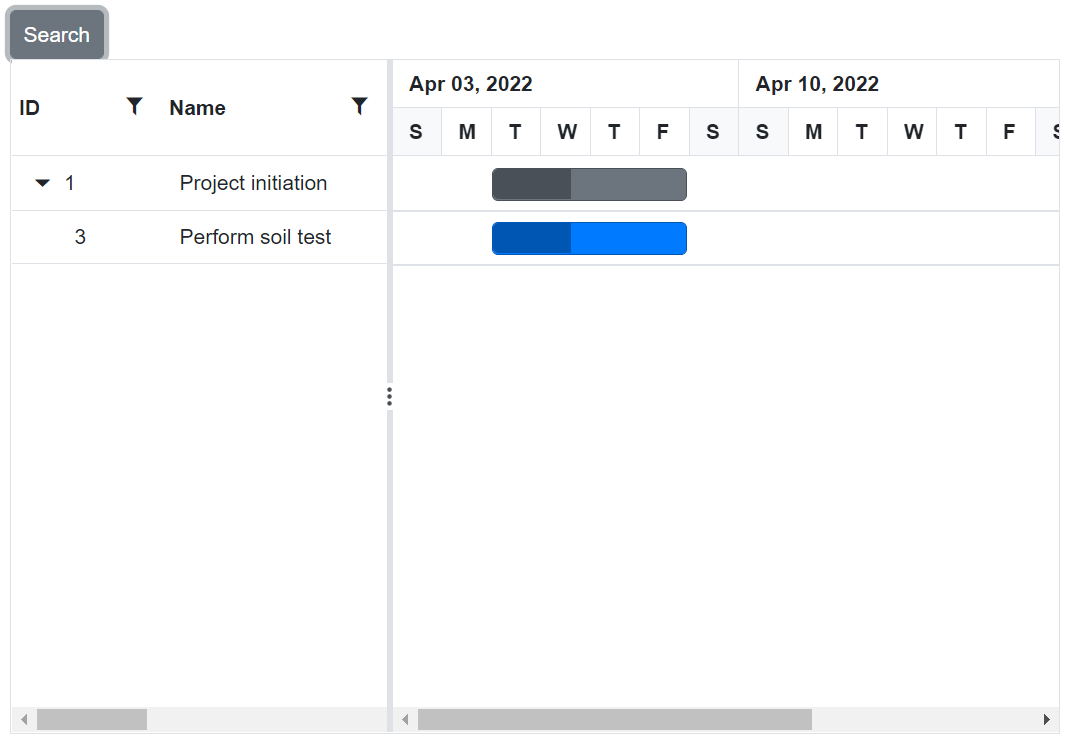 Search
ID Name Apr 03, 2022 Apr 10, 2022
S M T W T F S S M T W T F S
1 Project initiation
3 Perform soil test